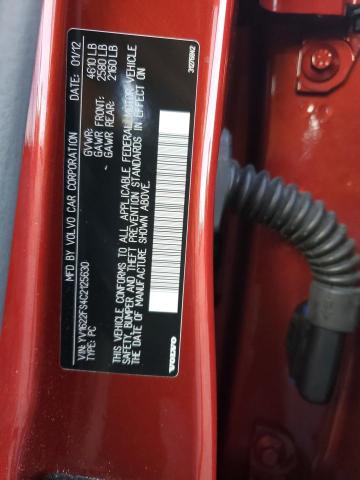 MFD BY VOLVO CAR CORPORATION DATE: 01/12
GVWR: 4610 LB
GAWR FRONT: 2580 LB
GAWR REAR: 2160 LB
THIS VEHICLE CONFORMS TO ALL APPLICABLE FEDERAL MOTOR VEHICLE
SAFETY, BUMPER AND THEFT PREVENTION STANDARDS IN EFFECT ON
THE DATE OF MANUFACTURE SHOWN ABOVE.
VIN: YV1622FS4C2125630
TYPE: PC
VOLVO